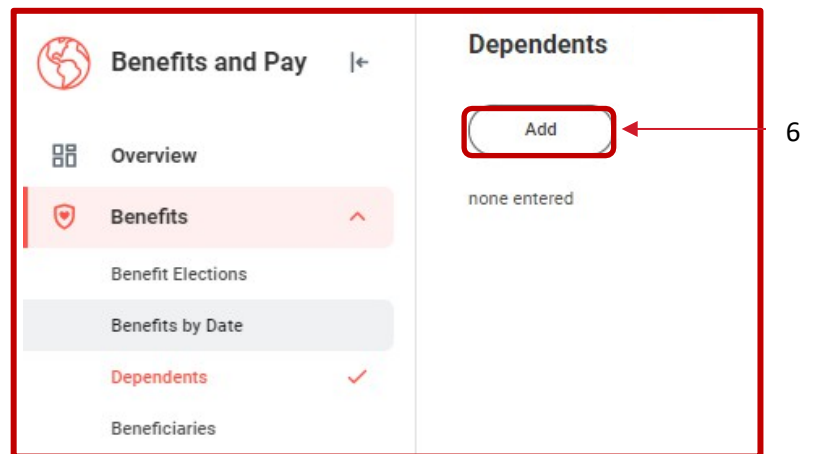 Benefits and Pay
Overview
Benefits
Benefit Elections
Benefits by Date
Dependents
Beneficiaries
Dependents
Add
6
none entered